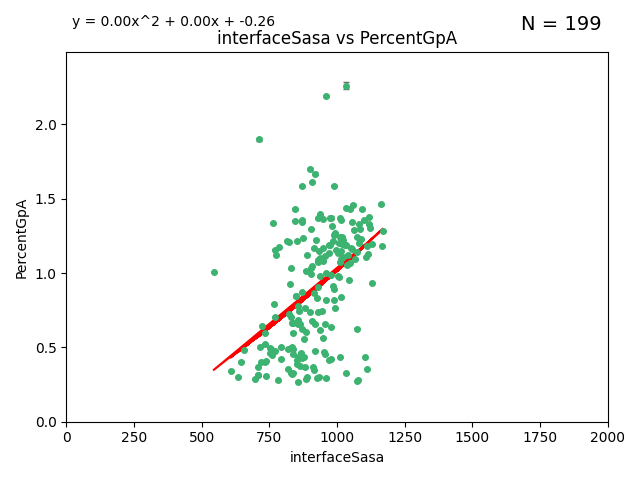 y = 0.00x^2 + 0.00x + -0.26
N = 199
interfaceSasa vs PercentGpA
PercentGpA
2.0
1.5
1.0
0.5
0.0
0 250 500 750 1000 1250 1500 1750 2000
interfaceSasa